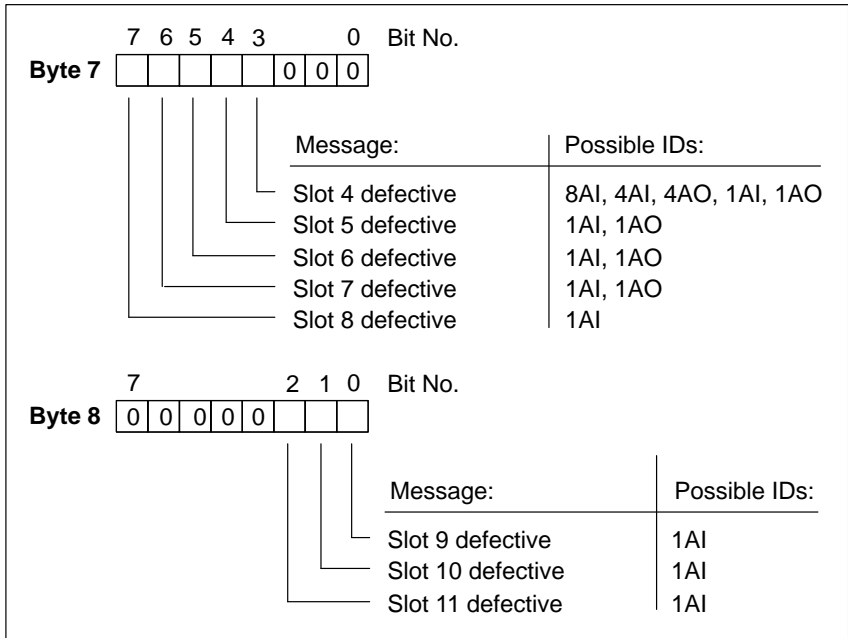 7 6 5 4 3 0 Bit No.
Byte 7 0 0 0
Message: Possible IDs:
Slot 4 defective 8AI, 4AI, 4AO, 1AI, 1AO
Slot 5 defective 1AI, 1AO
Slot 6 defective 1AI, 1AO
Slot 7 defective 1AI, 1AO
Slot 8 defective 1AI
7 2 1 0 Bit No.
Byte 8 0 0 0 0 0
Message: Possible IDs:
Slot 9 defective 1AI
Slot 10 defective 1AI
Slot 11 defective 1AI